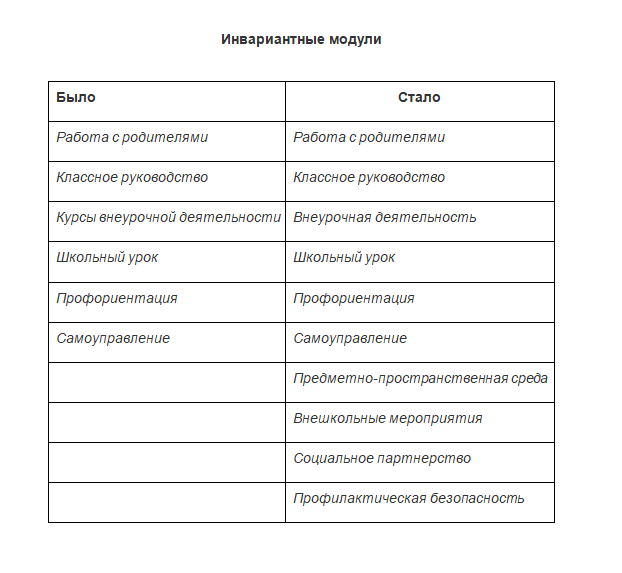 Инвариантные модули
Было Стало
Работа с родителями Работа с родителями
Классное руководство Классное руководство
Курсы внеурочной деятельности Внеурочная деятельность
Школьный урок Школьный урок
Профориентация Профориентация
Самоуправление Самоуправление
Предметно-пространственная среда
Внешкольные мероприятия
Социальное партнерство
Профилактическая безопасность